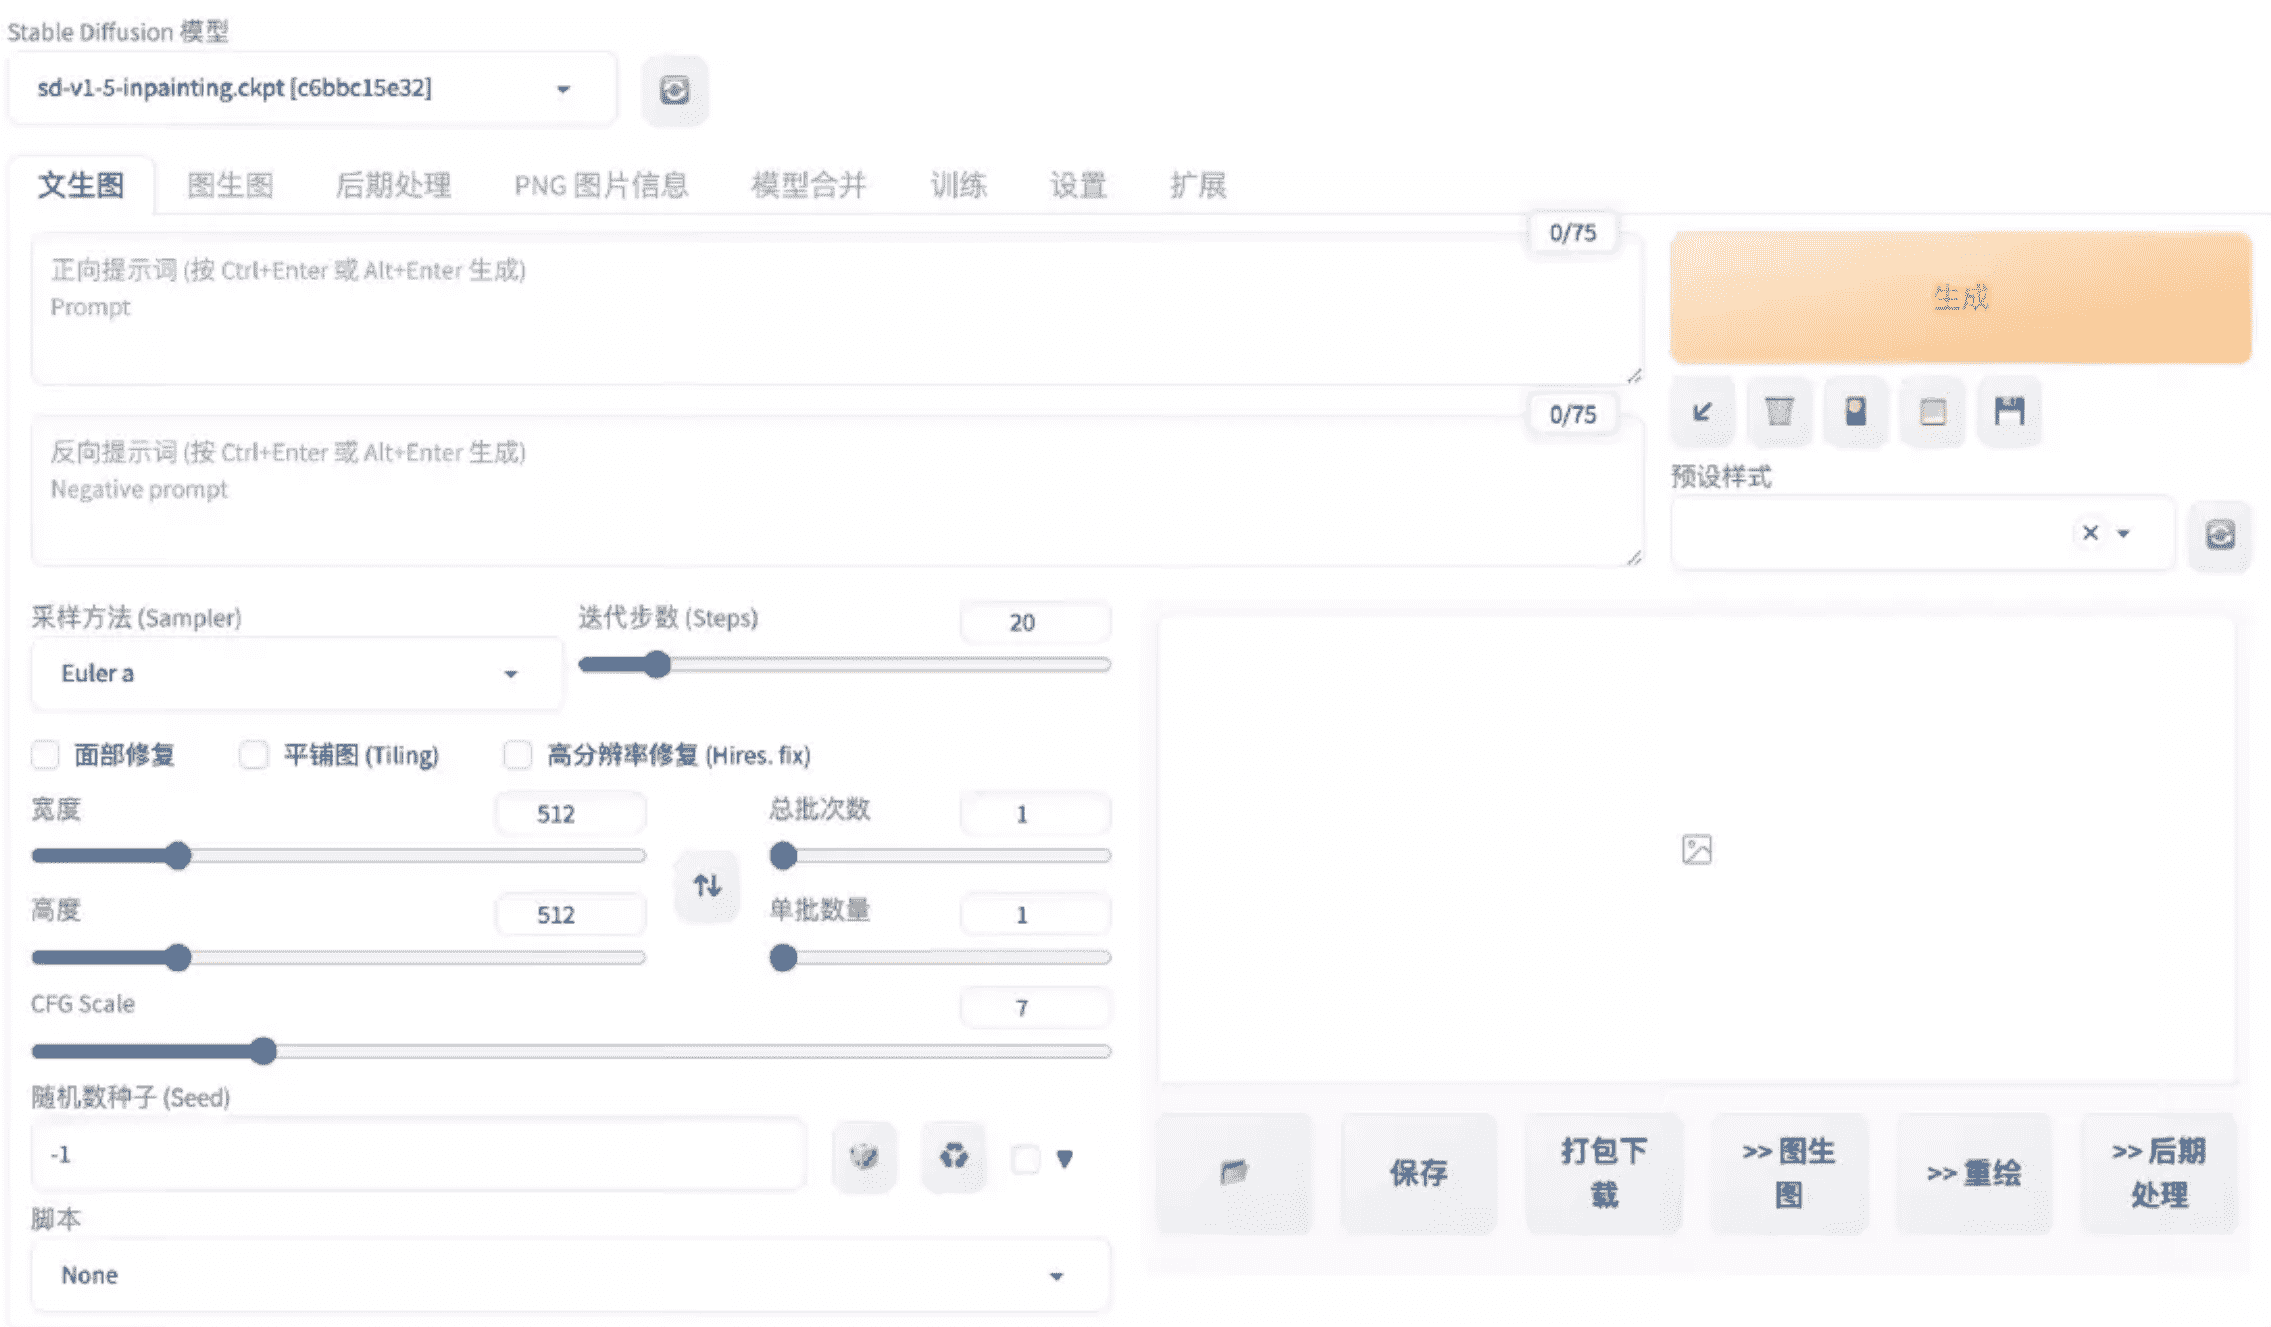 Stable Diffusion 模型
sd-v1-5-inpainting.ckpt [c6bbc15e32]
文生图
图生图
后期处理
PNG 图片信息
模型合并
训练
设置
扩展
0/75
正向提示词 (按 Ctrl+Enter 或 Alt+Enter 生成)
Prompt
生成
0/75
反向提示词 (按 Ctrl+Enter 或 Alt+Enter 生成)
Negative prompt
预设样式
采样方法 (Sampler)
Euler a
迭代步数 (Steps)
20
面部修复
平铺图 (Tiling)
高分辨率修复 (Hires. fix)
宽度
512
总批次数
1
高度
512
单批数量
1
CFG Scale
7
随机数种子 (Seed)
-1
脚本
None
保存
打包下
载
>> 图生
图
>> 重绘
>> 后期
处理